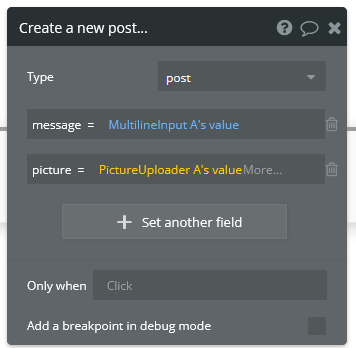 Create a new post...
Type post
message = MultilineInput A's value
picture = PictureUploader A's valueMore...
Set another field
Only when Click
Add a breakpoint in debug mode